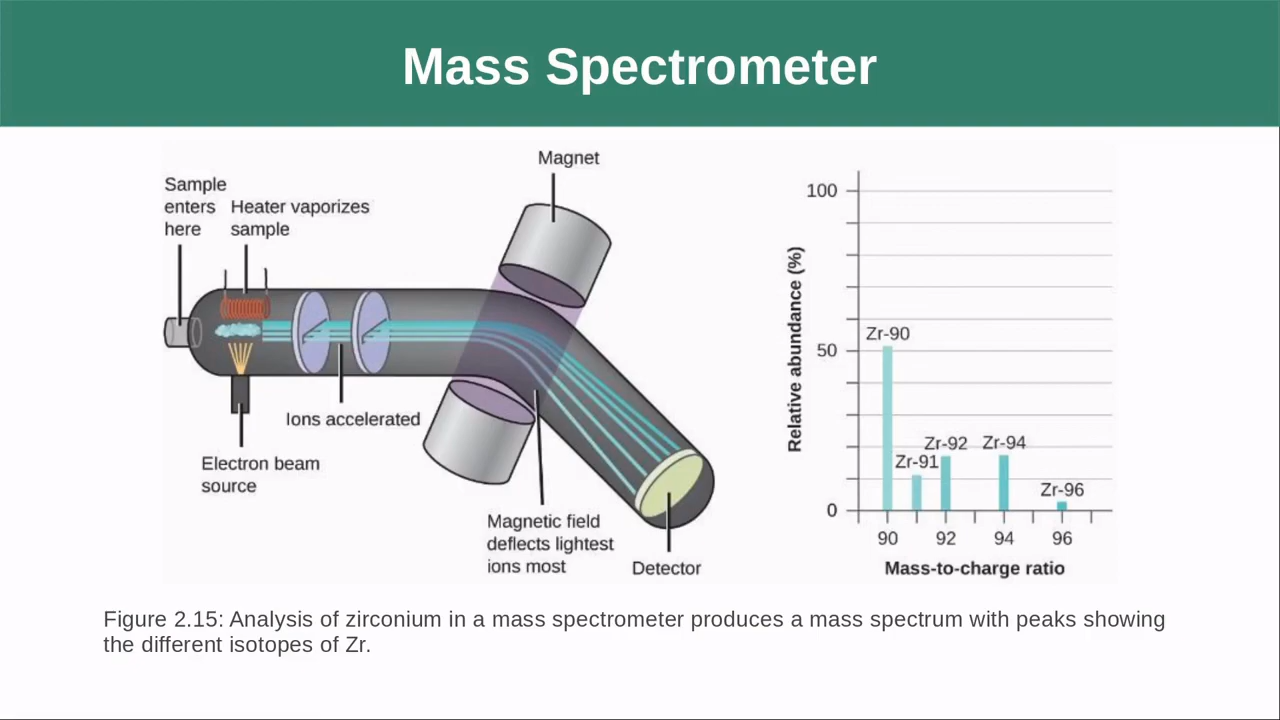 Mass Spectrometer
Magnet
Sample
enters
here
Heater vaporizes
sample
Ions accelerated
Electron beam
source
Magnetic field
deflects lightest
ions most
Detector
Relative abundance (%)
100
50
0
Zr-90
Zr-91
Zr-92
Zr-94
Zr-96
90
92
94
96
Mass-to-charge ratio
Figure 2.15: Analysis of zirconium in a mass spectrometer produces a mass spectrum with peaks showing
the different isotopes of Zr.